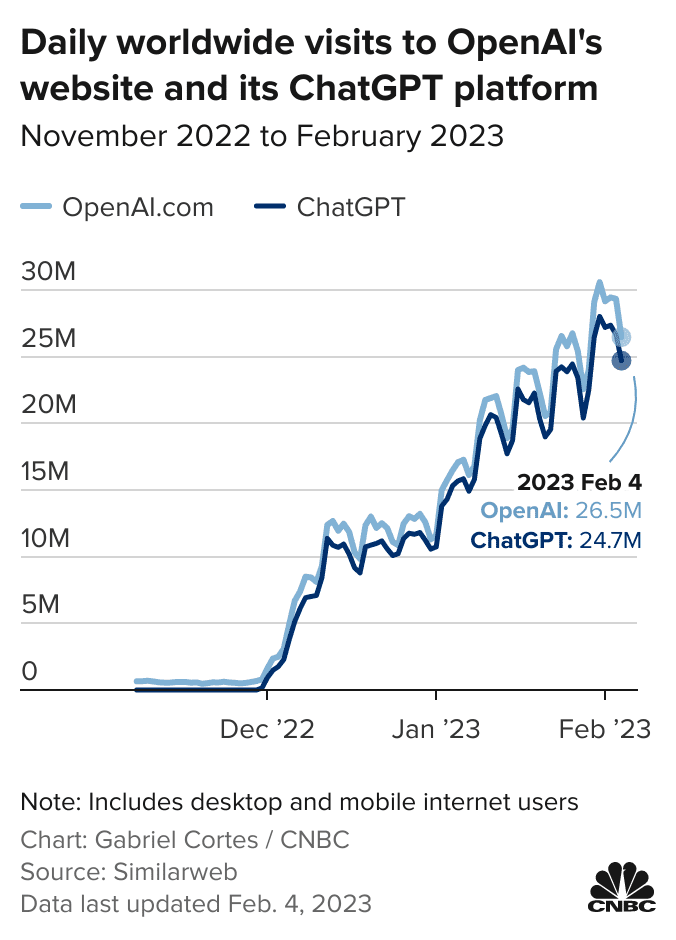 Daily worldwide visits to OpenAI's
website and its ChatGPT platform
November 2022 to February 2023
OpenAI.com ChatGPT
30M
25M
20M
15M
10M
5M
0
2023 Feb 4
OpenAI: 26.5M
ChatGPT: 24.7M
Dec ’22 Jan ’23 Feb ’23
Note: Includes desktop and mobile internet users
Chart: Gabriel Cortes / CNBC
Source: Similarweb
Data last updated Feb. 4, 2023
CNBC